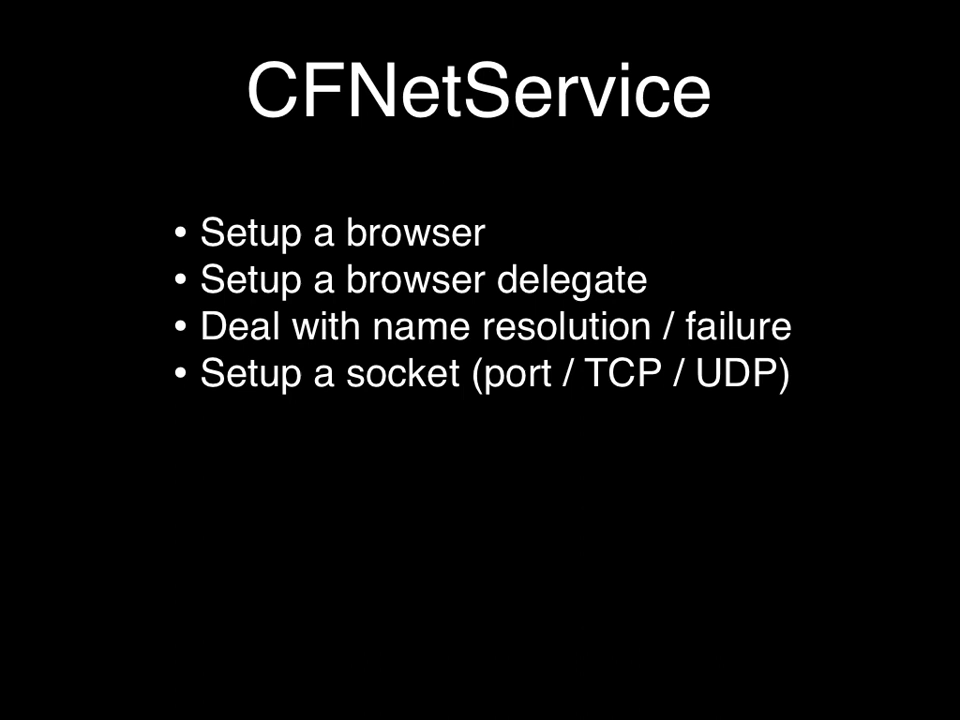 CFNetService
• Setup a browser
• Setup a browser delegate
• Deal with name resolution / failure
• Setup a socket (port / TCP / UDP)